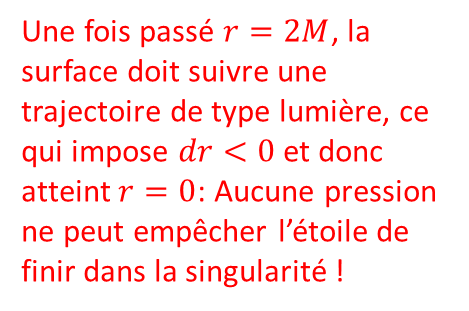 Une fois passé r = 2M, la
surface doit suivre une
trajectoire de type lumière, ce
qui impose dr < 0 et donc
atteint r = 0: Aucune pression
ne peut empêcher l’étoile de
finir dans la singularité !